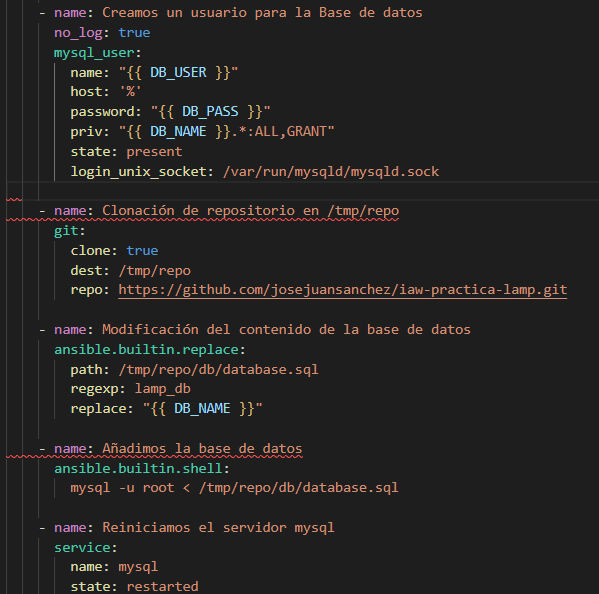 - name: Creamos un usuario para la Base de datos
no_log: true
mysql_user:
name: "{{ DB_USER }}"
host: '%'
password: "{{ DB_PASS }}"
priv: "{{ DB_NAME }}.*:ALL,GRANT"
state: present
login_unix_socket: /var/run/mysqld/mysqld.sock
- name: Clonación de repositorio en /tmp/repo
git:
clone: true
dest: /tmp/repo
repo: https://github.com/josejuansanchez/iaw-practica-lamp.git
- name: Modificación del contenido de la base de datos
ansible.builtin.replace:
path: /tmp/repo/db/database.sql
regexp: lamp_db
replace: "{{ DB_NAME }}"
- name: Añadimos la base de datos
ansible.builtin.shell:
mysql -u root < /tmp/repo/db/database.sql
- name: Reiniciamos el servidor mysql
service:
name: mysql
state: restarted